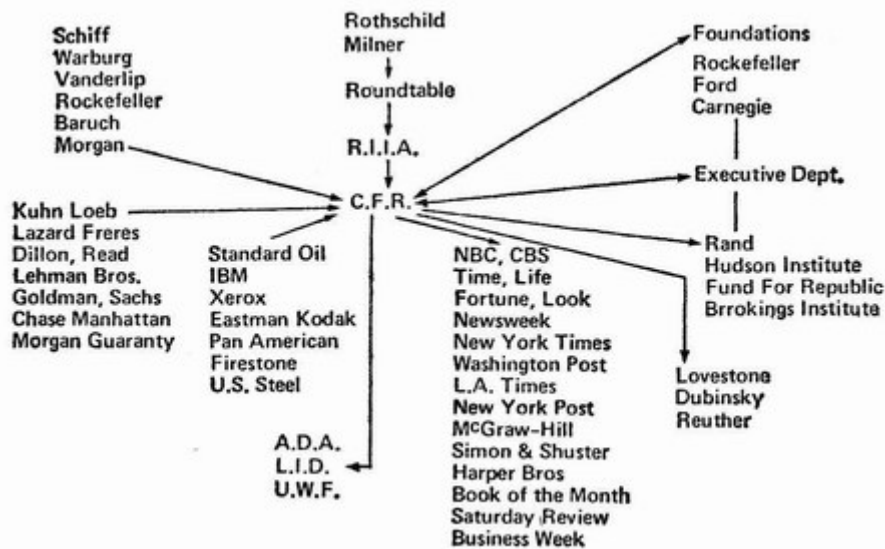 Schiff
Warburg
Vanderlip
Rockefeller
Baruch
Morgan
Rothschild
Milner
Roundtable
R.I.I.A.
C.F.R.
Foundations
Rockefeller
Ford
Carnegie
Executive Dept.
Rand
Hudson Institute
Fund For Republic
Brrokings Institute
Kuhn Loeb
Lazard Freres
Dillon, Read
Lehman Bros.
Goldman, Sachs
Chase Manhattan
Morgan Guaranty
Standard Oil
IBM
Xerox
Eastman Kodak
Pan American
Firestone
U.S. Steel
NBC, CBS
Time, Life
Fortune, Look
Newsweek
New York Times
Washington Post
L.A. Times
New York Post
McGraw-Hill
Simon & Shuster
Harper Bros
Book of the Month
Saturday Review
Business Week
Lovestone
Dubinsky
Reuther
A.D.A.
L.I.D.
U.W.F.